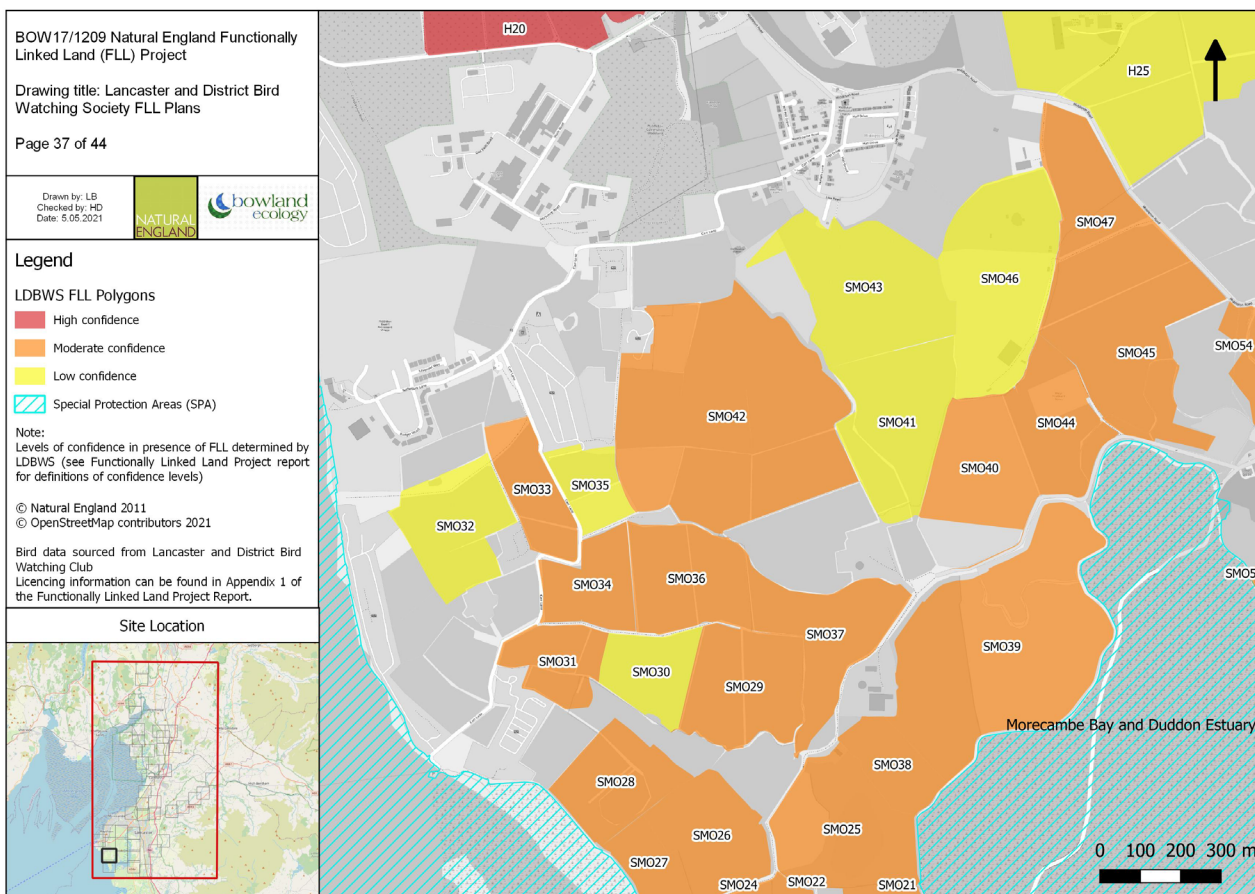 BOW17/1209 Natural England Functionally
Linked Land (FLL) Project
Drawing title: Lancaster and District Bird
Watching Society FLL Plans
Page 37 of 44
Drawn by: LB
Checked by: HD
Date: 5.05.2021
NATURAL
ENGLAND
bowland
ecology
Legend
LDBWS FLL Polygons
High confidence
Moderate confidence
Low confidence
Special Protection Areas (SPA)
Note:
Levels of confidence in presence of FLL determined by
LDBWS (see Functionally Linked Land Project report
for definitions of confidence levels)
© Natural England 2011
© OpenStreetMap contributors 2021
Bird data sourced from Lancaster and District Bird
Watching Club
Licencing information can be found in Appendix 1 of
the Functionally Linked Land Project Report.
Site Location
H20
H25
SMO47
SMO46
SMO43
SMO45
SMO54
SMO42
SMO41
SMO44
SMO40
SMO35
SMO33
SMO32
SMO34
SMO36
SMO37
SMO39
SMO31
SMO30
SMO29
Morecambe Bay and Duddon Estuary
SMO38
SMO28
SMO26
SMO25
SMO27
SMO24
SMO22
SMO21
0 100 200 300 m